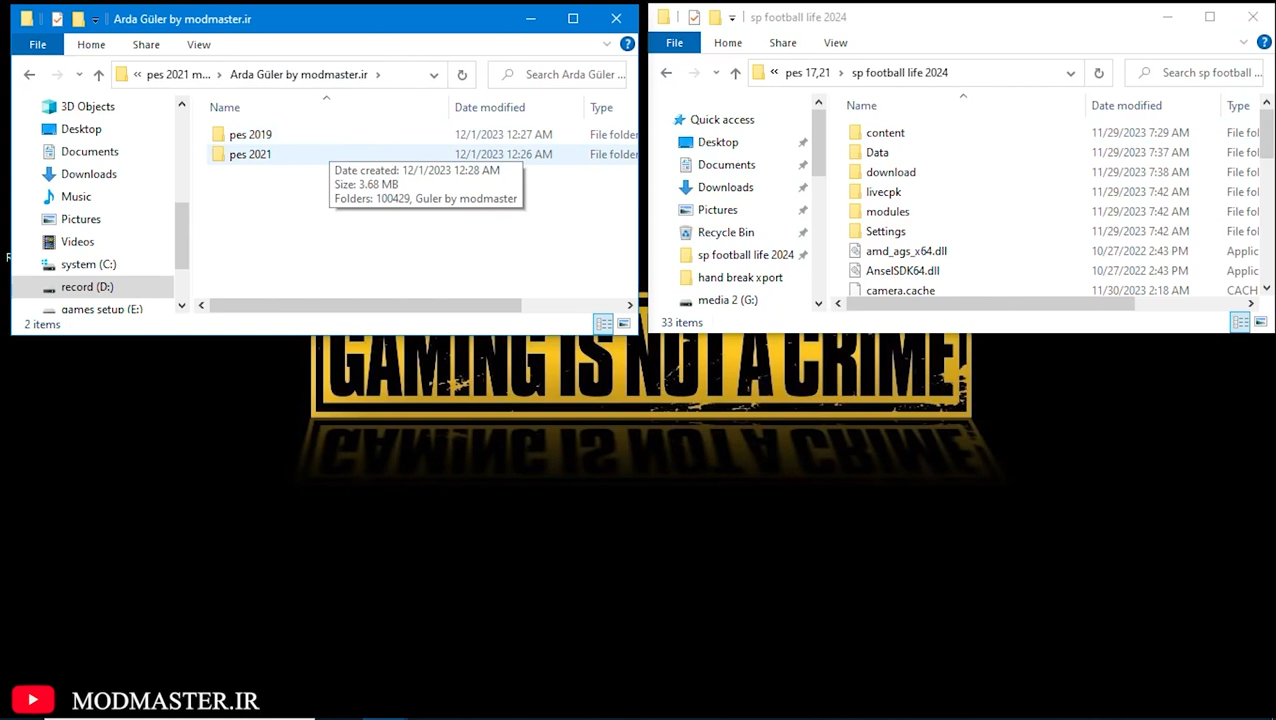 Arda Güler by modmaster.ir
File Home Share View
« pes 2021 m... › Arda Güler by modmaster.ir ›
Search Arda Güler ...
3D Objects
Desktop
Documents
Downloads
Music
Pictures
Videos
system (C:)
record (D:)
games setup (E:)
Name Date modified Type
pes 2019 12/1/2023 12:27 AM File folder
pes 2021 12/1/2023 12:26 AM File folder
Date created: 12/1/2023 12:28 AM
Size: 3.68 MB
Folders: 100429, Guler by modmaster
2 items
sp football life 2024
File Home Share View
« pes 17,21 › sp football life 2024
Search sp football ...
Quick access
Desktop
Documents
Downloads
Pictures
Recycle Bin
sp football life 2024
hand break xport
media 2 (G:)
Name Date modified Type
content 11/29/2023 7:29 AM File fol
Data 11/29/2023 7:37 AM File fol
download 11/29/2023 7:38 AM File fol
livecpk 11/29/2023 7:42 AM File fol
modules 11/29/2023 7:42 AM File fol
Settings 11/29/2023 7:42 AM File fol
amd_ags_x64.dll 10/27/2022 2:43 PM Applic
AnselSDK64.dll 10/27/2022 2:43 PM Applic
camera.cache 11/30/2023 2:18 AM CACH
33 items
GAMING IS NOT A CRIME
MODMASTER.IR